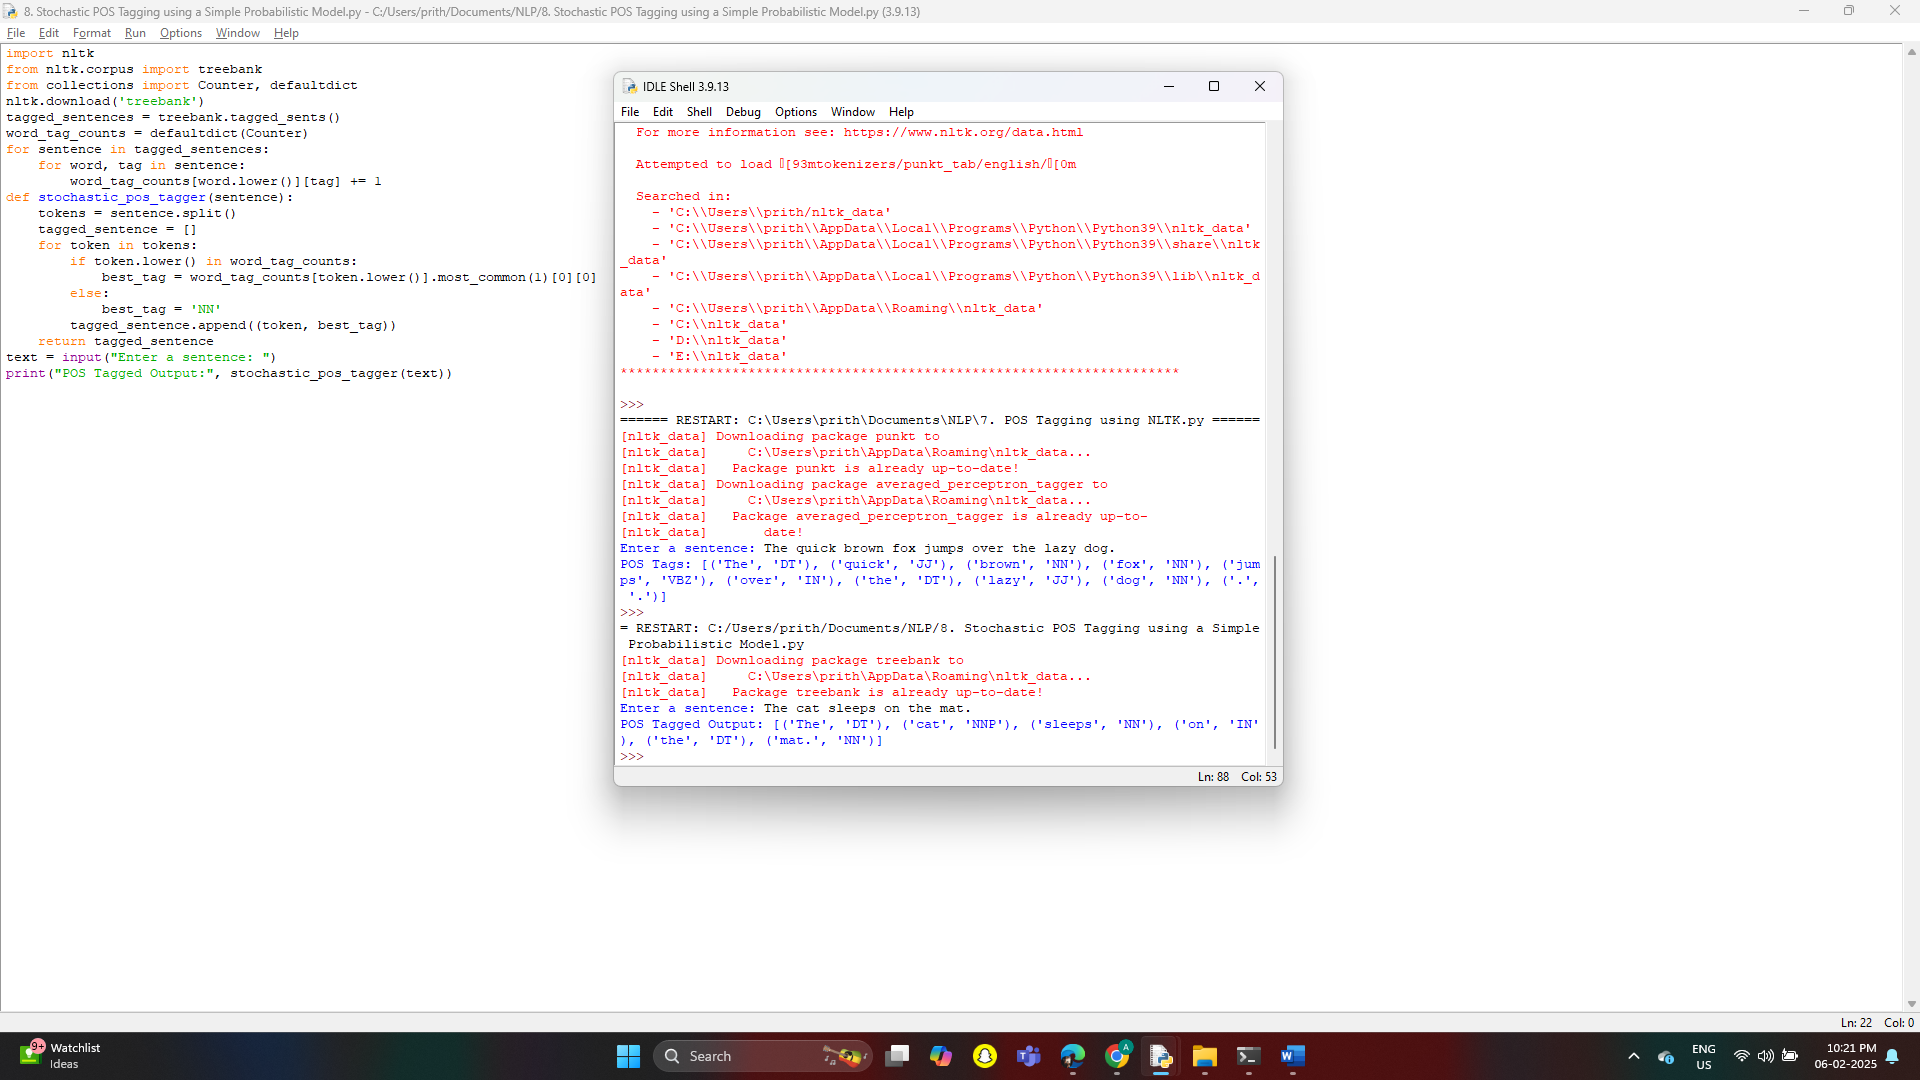 8. Stochastic POS Tagging using a Simple Probabilistic Model.py - C:/Users/prith/Documents/NLP/8. Stochastic POS Tagging using a Simple Probabilistic Model.py (3.9.13)
File Edit Format Run Options Window Help
import nltk
from nltk.corpus import treebank
from collections import Counter, defaultdict
nltk.download('treebank')
tagged_sentences = treebank.tagged_sents()
word_tag_counts = defaultdict(Counter)
for sentence in tagged_sentences:
    for word, tag in sentence:
        word_tag_counts[word.lower()][tag] += 1
def stochastic_pos_tagger(sentence):
    tokens = sentence.split()
    tagged_sentence = []
    for token in tokens:
        if token.lower() in word_tag_counts:
            best_tag = word_tag_counts[token.lower()].most_common(1)[0][0]
        else:
            best_tag = 'NN'
        tagged_sentence.append((token, best_tag))
    return tagged_sentence
text = input("Enter a sentence: ")
print("POS Tagged Output:", stochastic_pos_tagger(text))
IDLE Shell 3.9.13
File Edit Shell Debug Options Window Help
For more information see: https://www.nltk.org/data.html
Attempted to load [93mtokenizers/punkt_tab/english/[0m
Searched in:
- 'C:\\Users\\prith/nltk_data'
- 'C:\\Users\\prith\\AppData\\Local\\Programs\\Python\\Python39\\nltk_data'
- 'C:\\Users\\prith\\AppData\\Local\\Programs\\Python\\Python39\\share\\nltk
_data'
- 'C:\\Users\\prith\\AppData\\Local\\Programs\\Python\\Python39\\lib\\nltk_d
ata'
- 'C:\\Users\\prith\\AppData\\Roaming\\nltk_data'
- 'C:\\nltk_data'
- 'D:\\nltk_data'
- 'E:\\nltk_data'
**********************************************************************
>>>
====== RESTART: C:\Users\prith\Documents\NLP\7. POS Tagging using NLTK.py ======
[nltk_data] Downloading package punkt to
[nltk_data]     C:\Users\prith\AppData\Roaming\nltk_data...
[nltk_data]   Package punkt is already up-to-date!
[nltk_data] Downloading package averaged_perceptron_tagger to
[nltk_data]     C:\Users\prith\AppData\Roaming\nltk_data...
[nltk_data]   Package averaged_perceptron_tagger is already up-to-
[nltk_data]       date!
Enter a sentence: The quick brown fox jumps over the lazy dog.
POS Tags: [('The', 'DT'), ('quick', 'JJ'), ('brown', 'NN'), ('fox', 'NN'), ('jum
ps', 'VBZ'), ('over', 'IN'), ('the', 'DT'), ('lazy', 'JJ'), ('dog', 'NN'), ('.',
'.')]
>>>
= RESTART: C:/Users/prith/Documents/NLP/8. Stochastic POS Tagging using a Simple
Probabilistic Model.py
[nltk_data] Downloading package treebank to
[nltk_data]     C:\Users\prith\AppData\Roaming\nltk_data...
[nltk_data]   Package treebank is already up-to-date!
Enter a sentence: The cat sleeps on the mat.
POS Tagged Output: [('The', 'DT'), ('cat', 'NNP'), ('sleeps', 'NN'), ('on', 'IN'
), ('the', 'DT'), ('mat.', 'NN')]
>>>
Ln: 88 Col: 53
Ln: 22 Col: 0
9+
Watchlist
Ideas
Search
A
ENG
US
10:21 PM
06-02-2025